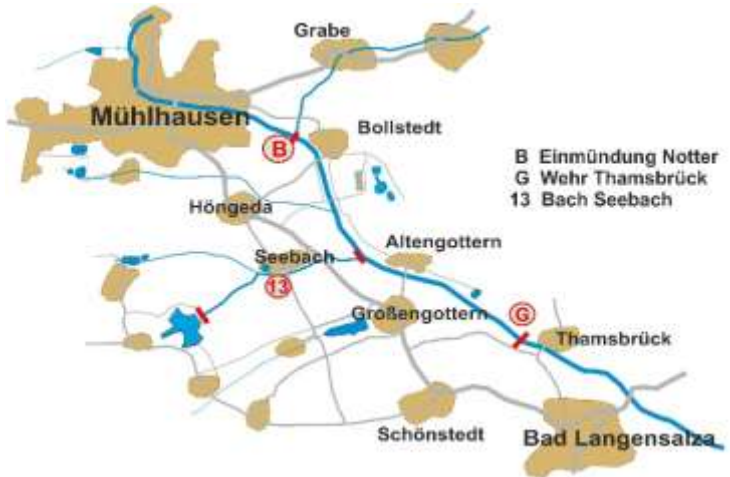 Grabe
Mühlhausen
Bollstedt
B
B Einmündung Notter
G Wehr Thamsbrück
13 Bach Seebach
Höngeda
Altengottern
Seebach
13
Großengottern
G
Thamsbrück
Schönstedt
Bad Langensalza